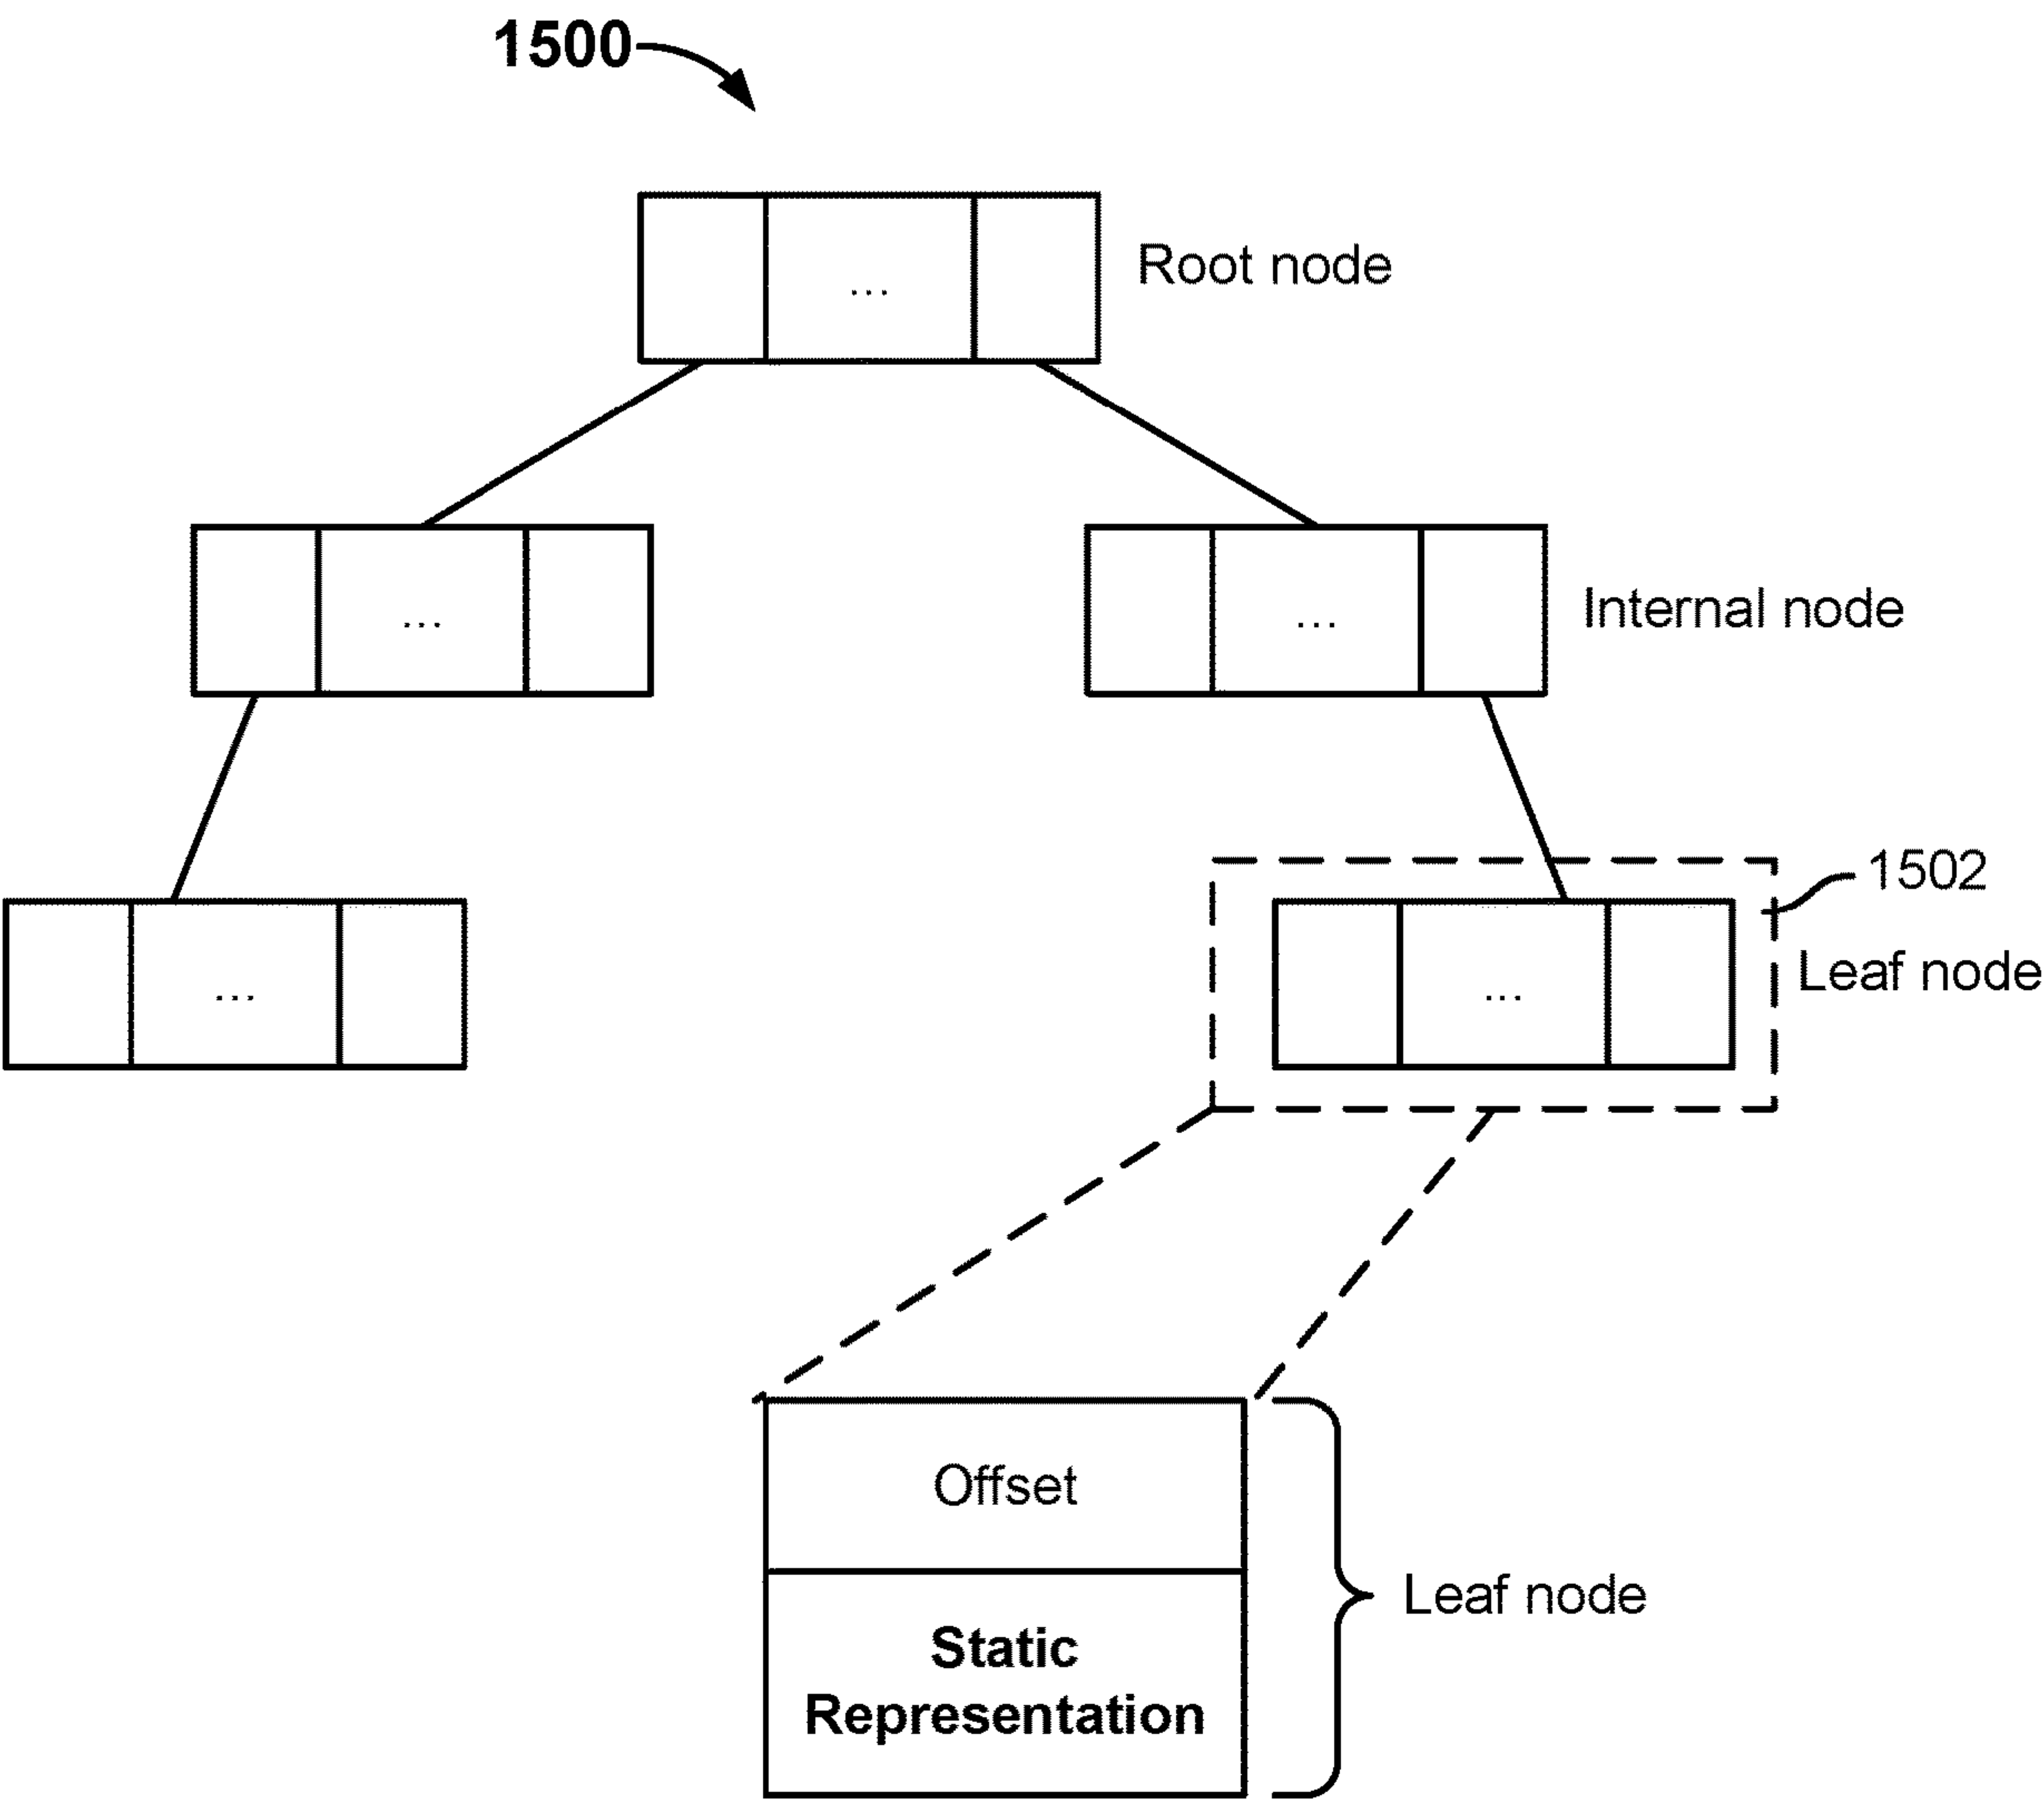 1500
...
Root node
...
...
Internal node
1502
...
...
Leaf node
Offset
Static
Representation
Leaf node